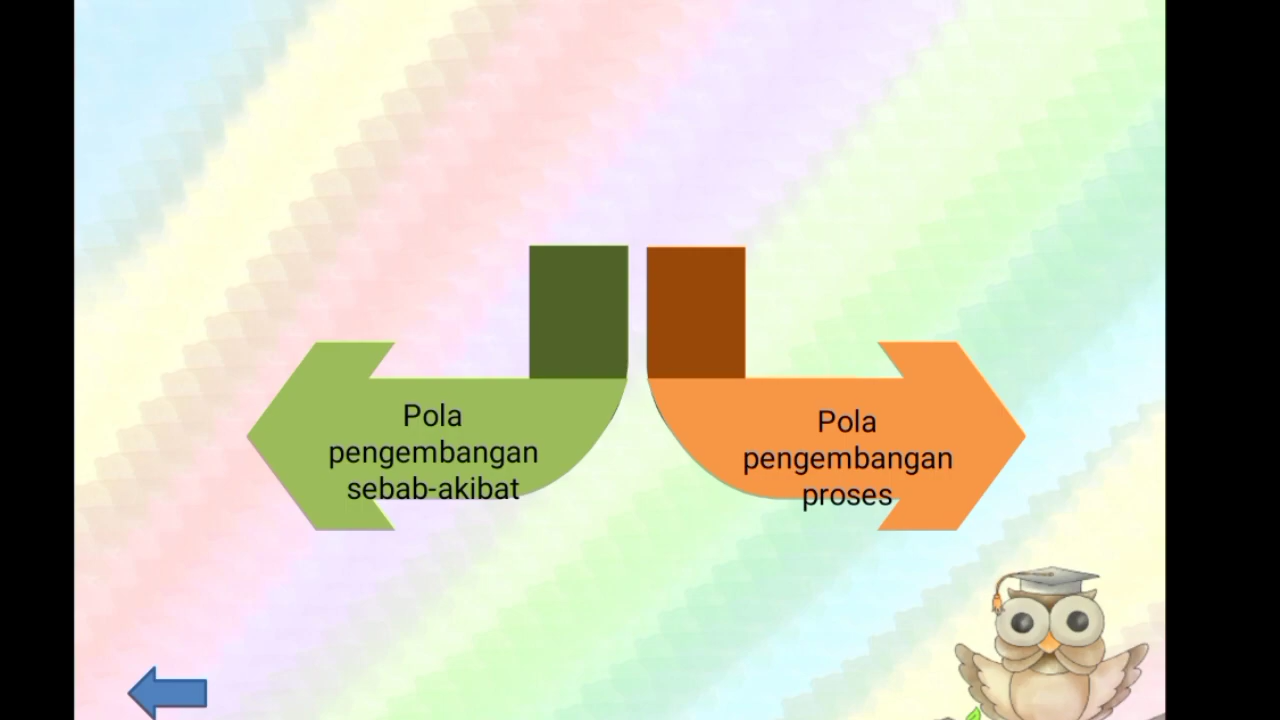 Pola
pengembangan
sebab-akibat
Pola
pengembangan
proses